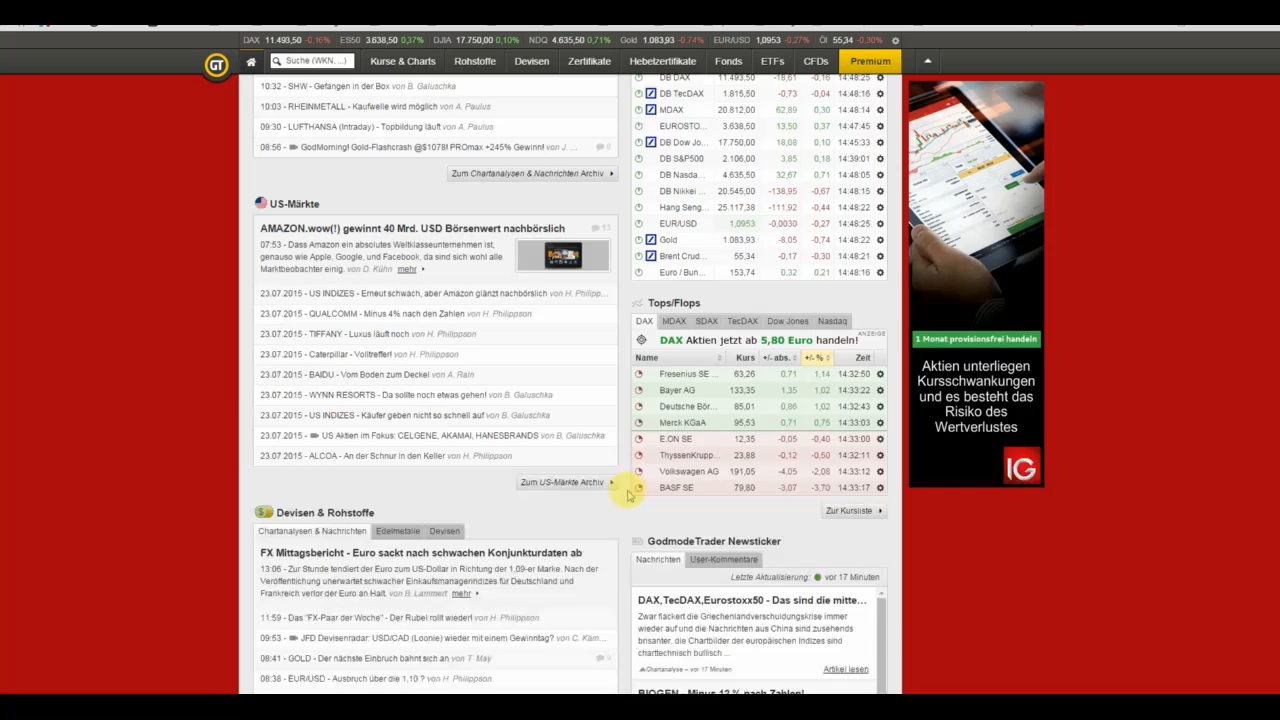 DAX 11.493,50 -0.16% ES50 3.638,50 0,37% DJIA 17.750,00 0,10% NDQ 4.635,50 0,71% Gold 1.083,93 -0.74% EUR/USD 1,0953 -0.27% Öl 55,34 -0.30%
GT
Suche (WKN, ...) Kurse & Charts Rohstoffe Devisen Zertifikate Hebelzertifikate Fonds ETFs CFDs Premium
10:32 - SHW - Gefangen in der Box von B. Galuschka
10:03 - RHEINMETALL - Kaufwelle wird möglich von A. Paulus
09:30 - LUFTHANSA (Intraday) - Topbildung läuft von A. Paulus
08:56 - GodMorning! Gold-Flashcrash @$1078! PROmax +245% Gewinn! von J. ...
Zum Chartanalysen & Nachrichten Archiv
US-Märkte
AMAZON.wow(!) gewinnt 40 Mrd. USD Börsenwert nachbörslich 13
07:53 - Dass Amazon ein absolutes Weltklasseunternehmen ist,
genauso wie Apple, Google, und Facebook, da sind sich wohl alle
Marktbeobachter einig. von D. Kühn mehr
23.07.2015 - US INDIZES - Erneut schwach, aber Amazon glänzt nachbörslich von H. Philipp...
23.07.2015 - QUALCOMM - Minus 4% nach den Zahlen von H. Philippson
23.07.2015 - TIFFANY - Luxus läuft noch von H. Philippson
23.07.2015 - Caterpillar - Volltreffer! von H. Philippson
23.07.2015 - BAIDU - Vom Boden zum Deckel von A. Rain
23.07.2015 - WYNN RESORTS - Da sollte noch etwas gehen! von B. Galuschka
23.07.2015 - US INDIZES - Käufer geben nicht so schnell auf von B. Galuschka
23.07.2015 - US Aktien im Fokus: CELGENE, AKAMAI, HANESBRANDS von B. Galuschka
23.07.2015 - ALCOA - An der Schnur in den Keller von H. Philippson
Zum US-Märkte Archiv
Devisen & Rohstoffe
Chartanalysen & Nachrichten Edelmetalle Devisen
FX Mittagsbericht - Euro sackt nach schwachen Konjunkturdaten ab
13:06 - Zur Stunde tendiert der Euro zum US-Dollar in Richtung der 1,09-er Marke. Nach der
Veröffentlichung unerwartet schwacher Einkaufsmanagerindizes für Deutschland und
Frankreich verlor der Euro an Halt. von B. Lammert mehr
11:59 - Das "FX-Paar der Woche" - Der Rubel rollt wieder! von H. Philippson
09:53 - JFD Devisenradar: USD/CAD (Loonie) wieder mit einem Gewinntag? von C. Käm...
08:41 - GOLD - Der nächste Einbruch bahnt sich an von T. May
08:38 - EUR/USD - Ausbruch über die 1,10 ? von H. Philippson
DB DAX 11.493,50 -18,61 -0,16 14:48:25
DB TecDAX 1.815,50 -0,73 -0,04 14:48:25
MDAX 20.812,00 62,89 0,30 14:48:14
EUROSTO... 3.638,50 13,50 0,37 14:47:45
DB Dow Jo... 17.750,00 18,08 0,10 14:45:33
DB S&P500 2.106,00 3,85 0,18 14:39:01
DB Nasda... 4.635,50 32,67 0,71 14:48:05
DB Nikkei ... 20.545,00 -138,95 -0,67 14:48:15
Hang Seng... 25.117,38 -111,92 -0,44 14:48:22
EUR/USD 1,0953 -0,0030 -0,27 14:48:25
Gold 1.083,93 -8,05 -0,74 14:48:22
Brent Crud... 55,34 -0,17 -0,30 14:48:21
Euro / Bun... 153,74 0,32 0,21 14:48:16
Tops/Flops
DAX MDAX SDAX TecDAX Dow Jones Nasdaq
ANZEIGE
DAX Aktien jetzt ab 5,80 Euro handeln!
Name Kurs +/- abs. +/- % Zeit
Fresenius SE ... 63,26 0,71 1,14 14:32:50
Bayer AG 133,35 1,35 1,02 14:33:22
Deutsche Bör... 85,01 0,86 1,02 14:32:43
Merck KGaA 95,53 0,71 0,75 14:33:03
E.ON SE 12,35 -0,05 -0,40 14:33:00
ThyssenKrupp... 23,88 -0,12 -0,50 14:32:11
Volkswagen AG 191,05 -4,05 -2,08 14:33:12
BASF SE 79,80 -3,07 -3,70 14:33:17
Zur Kursliste
GodmodeTrader Newsticker
Nachrichten User-Kommentare
Letzte Aktualisierung: vor 17 Minuten
DAX,TecDAX,Eurostoxx50 - Das sind die mitte...
Zwar flackert die Griechenlandverschuldungskrise immer
wieder auf und die Nachrichten aus China sind zusehends
brisanter, die Chartbilder der europäischen Indizes sind
charttechnisch bullisch ...
Chartanalyse – vor 17 Minuten Artikel lesen
BIOGEN - Minus 12 % nach Zahlen!
1 Monat provisionsfrei handeln
Aktien unterliegen
Kursschwankungen
und es besteht das
Risiko des
Wertverlustes
IG